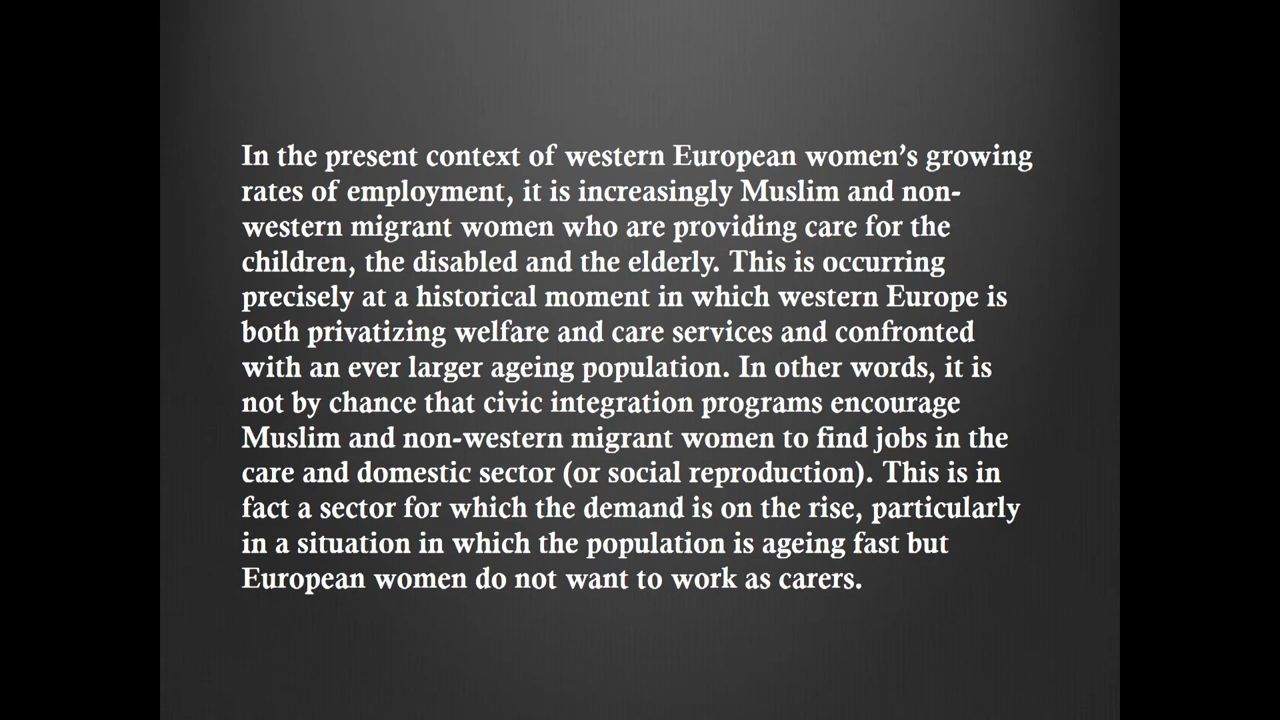 In the present context of western European women’s growing
rates of employment, it is increasingly Muslim and non-
western migrant women who are providing care for the
children, the disabled and the elderly. This is occurring
precisely at a historical moment in which western Europe is
both privatizing welfare and care services and confronted
with an ever larger ageing population. In other words, it is
not by chance that civic integration programs encourage
Muslim and non-western migrant women to find jobs in the
care and domestic sector (or social reproduction). This is in
fact a sector for which the demand is on the rise, particularly
in a situation in which the population is ageing fast but
European women do not want to work as carers.